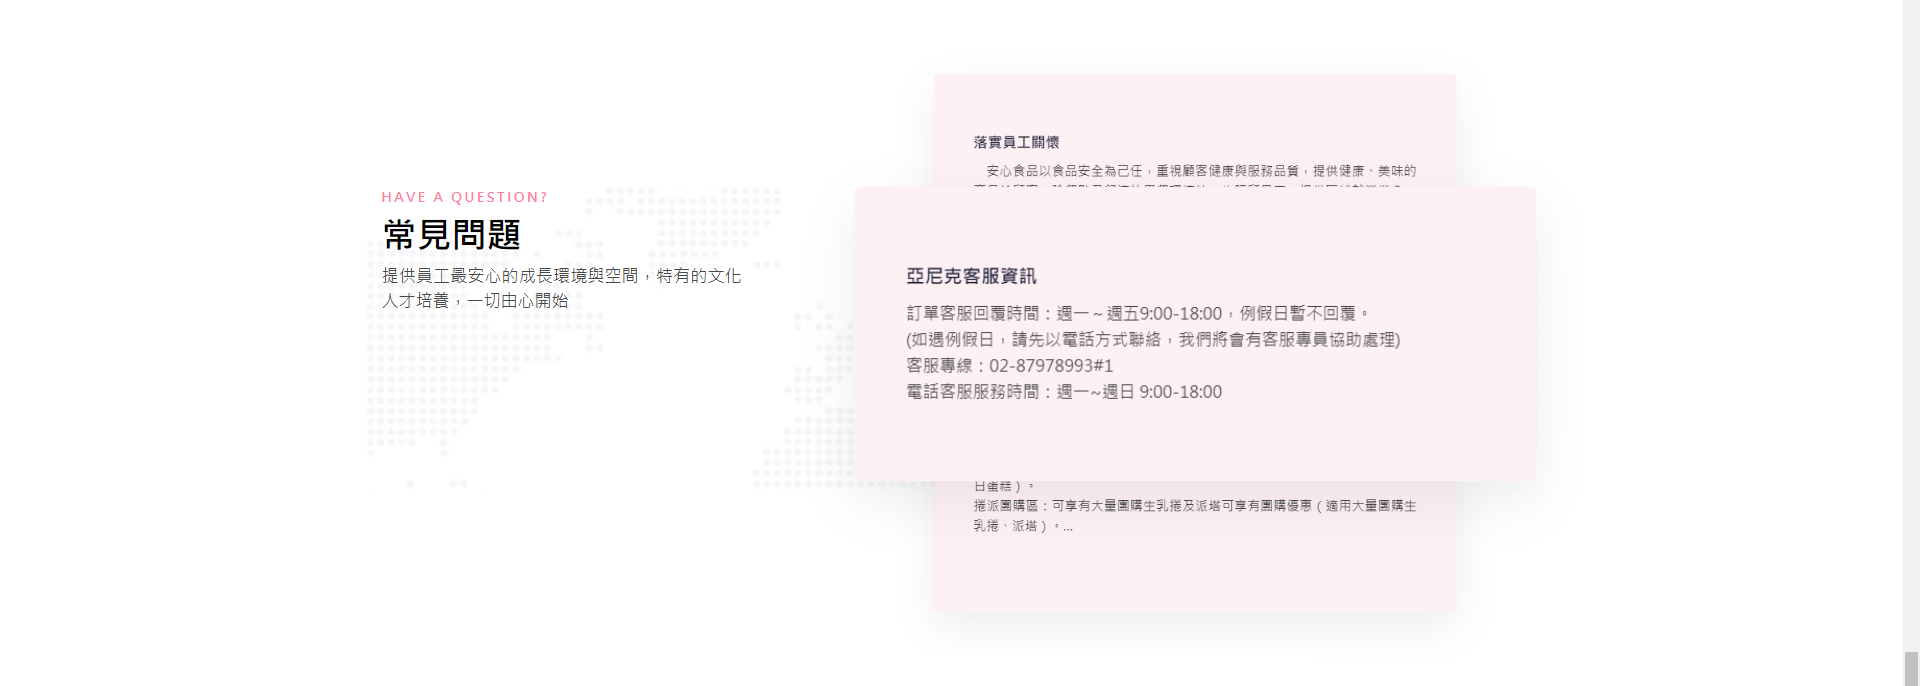 HAVE A QUESTION?
常見問題
提供員工最安心的成長環境與空間，特有的文化
人才培養，一切由心開始
落實員工關懷
安心食品以食品安全為己任，重視顧客健康與服務品質，提供健康、美味的
亞尼克客服資訊
訂單客服回覆時間：週一～週五9:00-18:00，例假日暫不回覆。
(如遇例假日，請先以電話方式聯絡，我們將會有客服專員協助處理)
客服專線：02-87978993#1
電話客服服務時間：週一~週日 9:00-18:00
日蛋糕）。
捲派團購區：可享有大量團購生乳捲及派塔可享有團購優惠（適用大量團購生
乳捲、派塔）。...